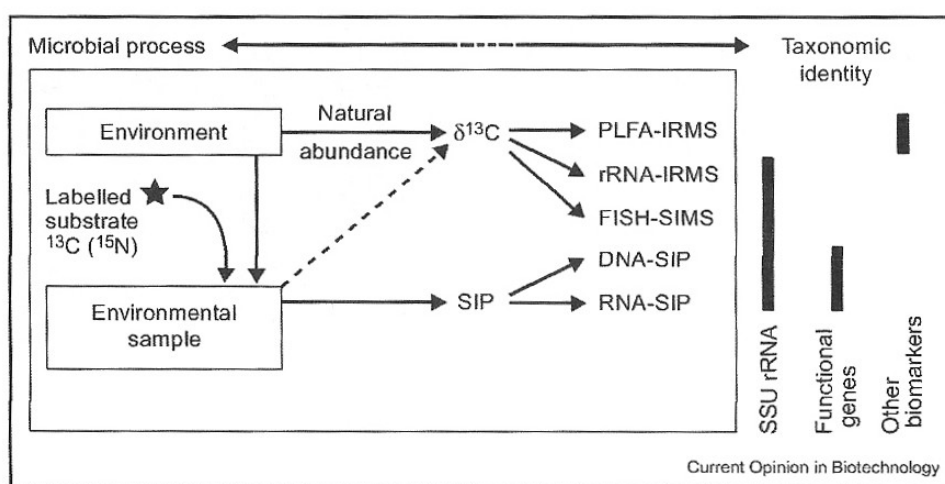 Microbial process
Taxonomic
identity
Environment
Natural
abundance
δ¹³C
PLFA-IRMS
rRNA-IRMS
FISH-SIMS
Labelled
substrate
¹³C (¹⁵N)
DNA-SIP
Environmental
sample
SIP
RNA-SIP
SSU rRNA
Functional
genes
Other
biomarkers
Current Opinion in Biotechnology